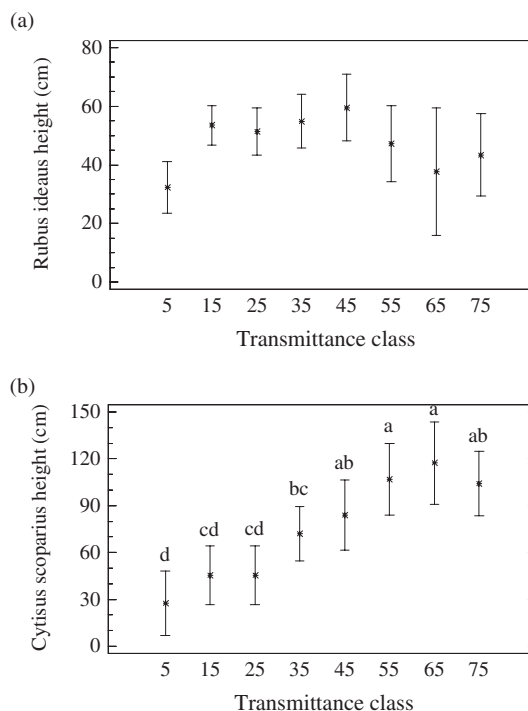 (a)
Rubus ideaus height (cm)
80
60
40
20
0
5 15 25 35 45 55 65 75
Transmittance class
(b)
Cytisus scoparius height (cm)
150
120
90
60
30
0
d cd cd bc ab a a ab
5 15 25 35 45 55 65 75
Transmittance class